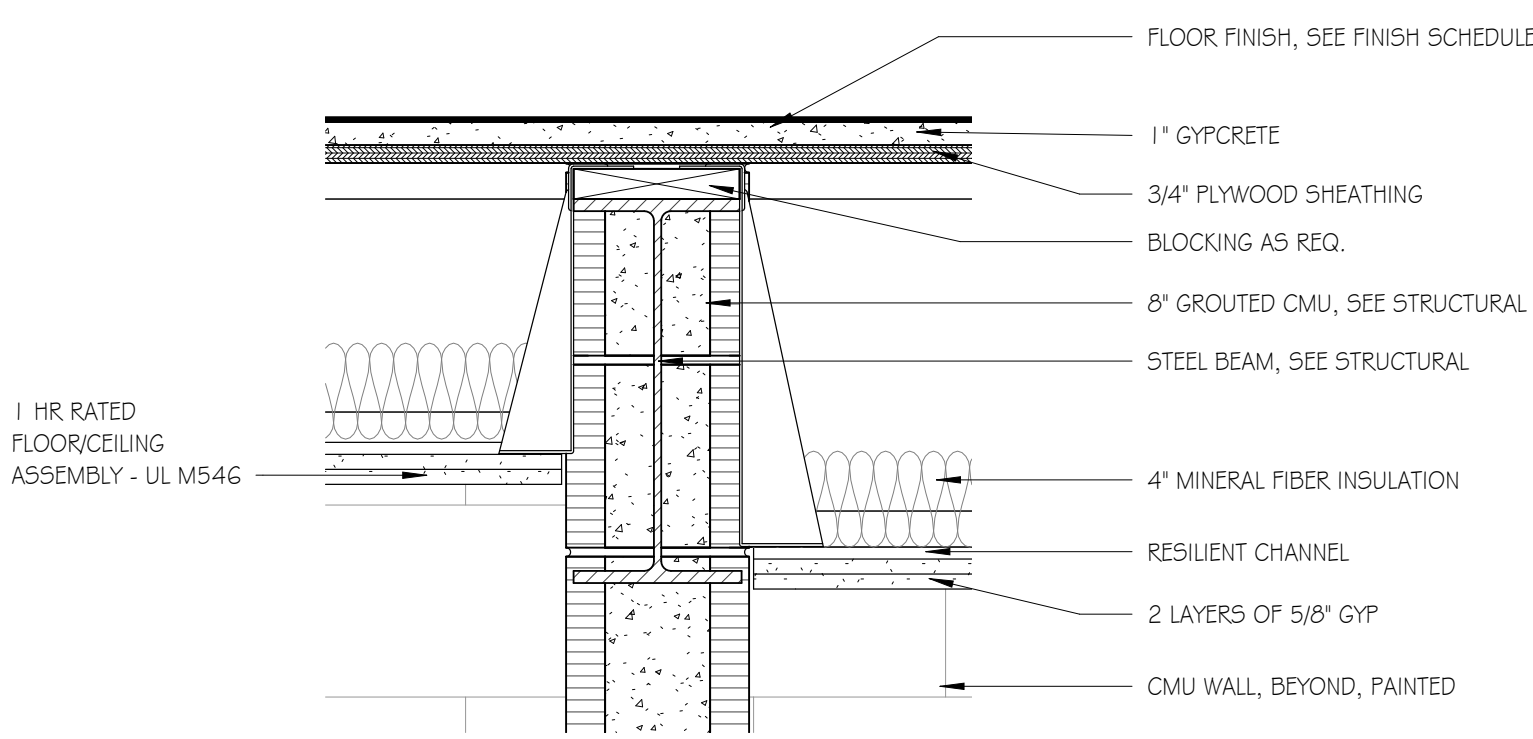 FLOOR FINISH, SEE FINISH SCHEDULE
1" GYPCRETE
3/4" PLYWOOD SHEATHING
BLOCKING AS REQ.
8" GROUTED CMU, SEE STRUCTURAL
STEEL BEAM, SEE STRUCTURAL
1 HR RATED
FLOOR/CEILING
ASSEMBLY - UL M546
4" MINERAL FIBER INSULATION
RESILIENT CHANNEL
2 LAYERS OF 5/8" GYP
CMU WALL, BEYOND, PAINTED